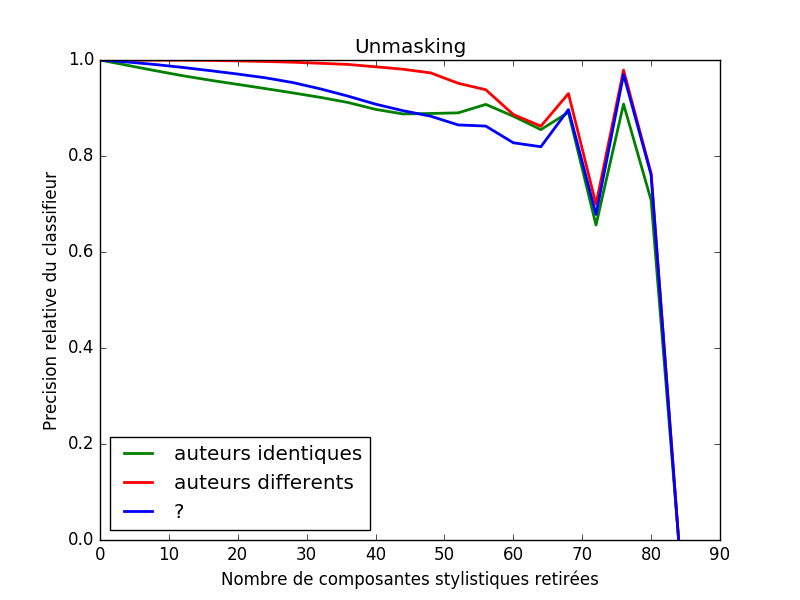 Unmasking
Precision relative du classifieur
1.0
0.8
0.6
0.4
0.2
0.0
auteurs identiques
auteurs differents
?
0 10 20 30 40 50 60 70 80 90
Nombre de composantes stylistiques retirées